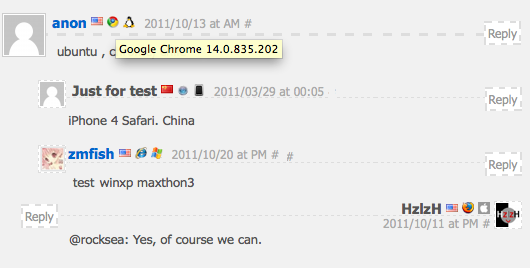 anon 2011/10/13 at AM #
Reply
ubuntu , c
Google Chrome 14.0.835.202
Just for test 2011/03/29 at 00:05
Reply
iPhone 4 Safari. China
zmfish 2011/10/20 at PM # #
Reply
test winxp maxthon3
HzlzH
Reply
2011/10/11 at PM #
HzlzH
@rocksea: Yes, of course we can.